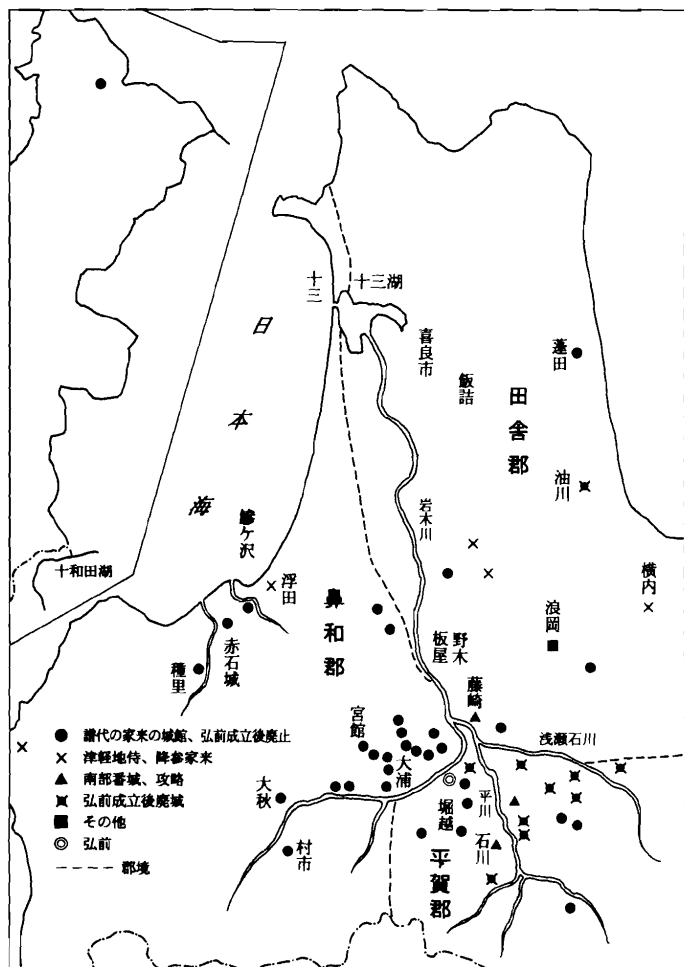 十三
十三湖
日本海
喜良市
飯詰
蓬田
田舎郡
油川
岩木川
鰺ケ沢
十和田湖
浮田
鼻和郡
横内
浪岡
板屋野木
赤石城
種里
藤崎
宮館
浅瀬石川
大浦
大秋
堀越
平川
石川
村市
平賀郡
● 譜代の家来の城館、弘前成立後廃止
× 津軽地侍、降参家来
▲ 南部番城、攻略
弘前成立後廃城
■ その他
◎ 弘前
---- 郡境